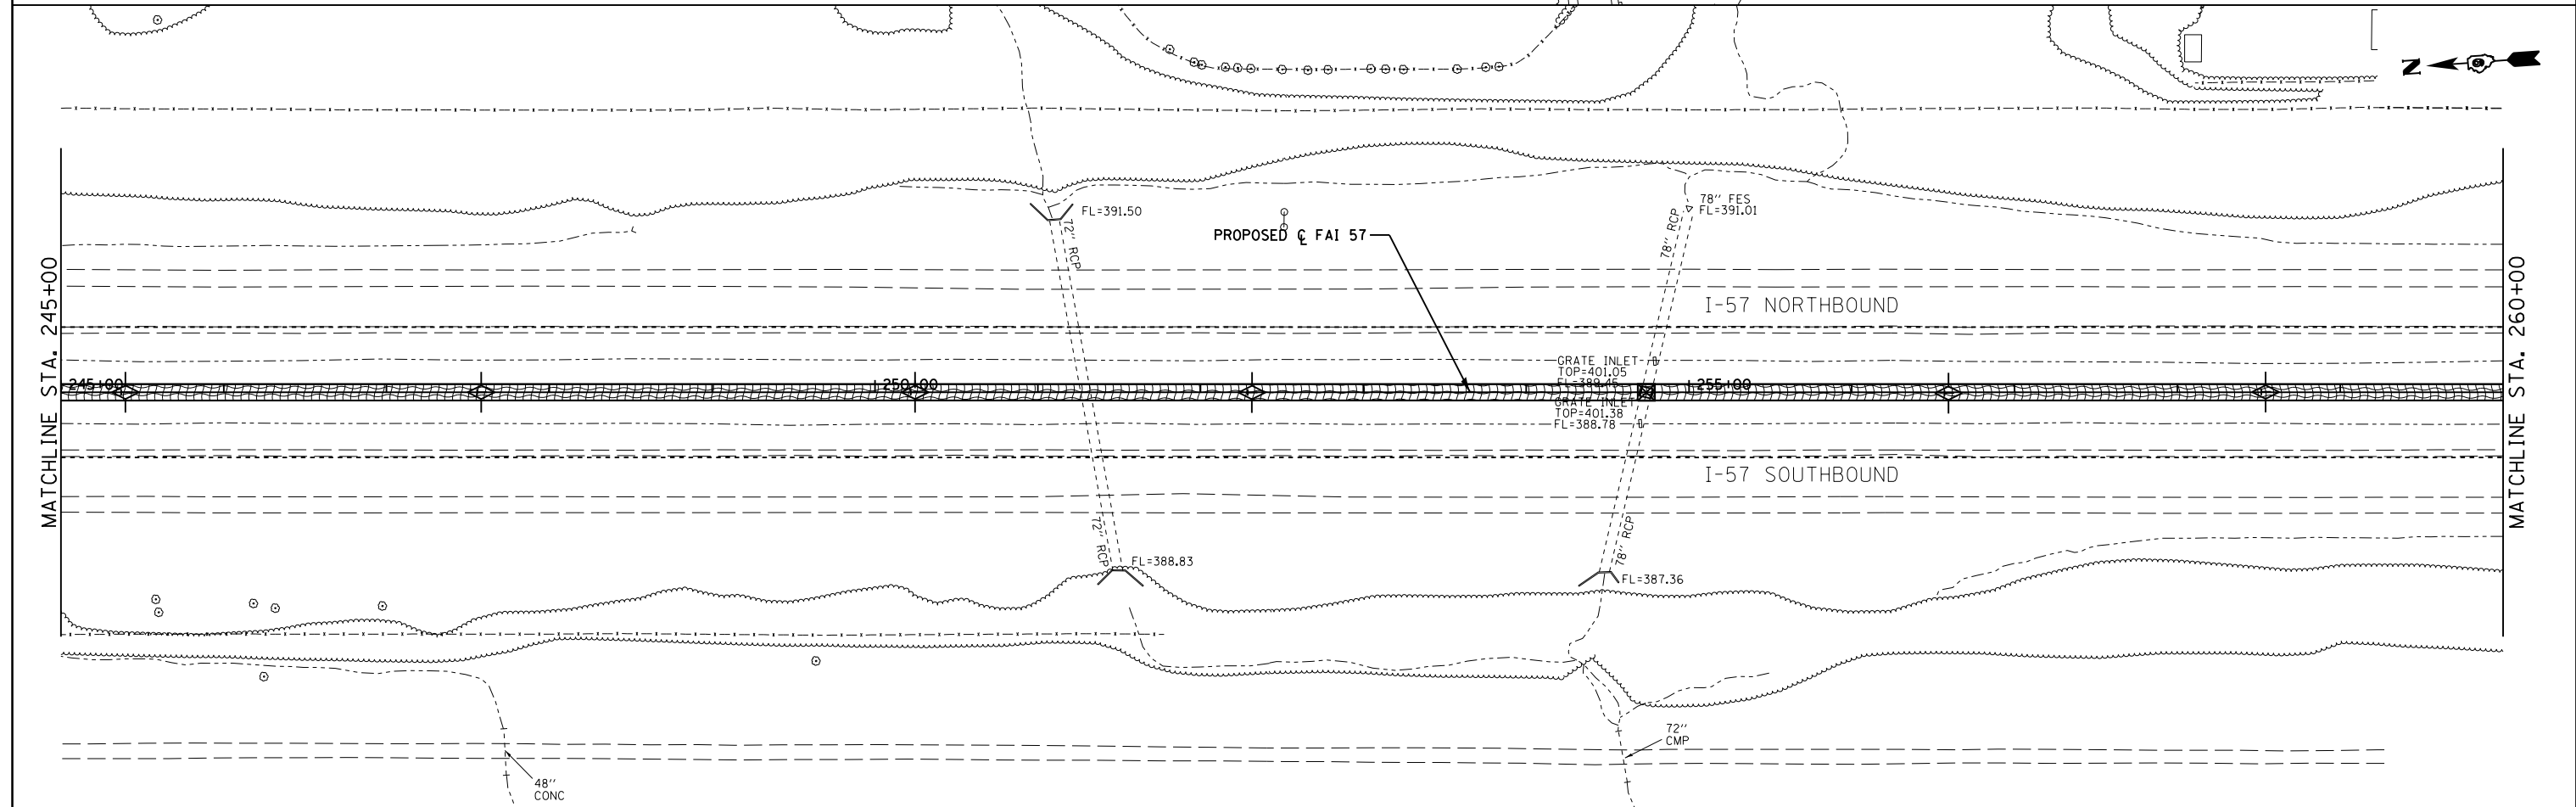 N
FL=391.50
72'' RCP
78'' RCP
78'' FES
FL=391.01
PROPOSED ℄ FAI 57
MATCHLINE STA. 245+00
MATCHLINE STA. 260+00
I-57 NORTHBOUND
GRATE INLET
TOP=401.05
FL=389.45
245+00
250+00
255+00
GRATE INLET
TOP=401.38
FL=388.78
I-57 SOUTHBOUND
72'' RCP
78'' RCP
FL=388.83
FL=387.36
72''
CMP
48''
CONC